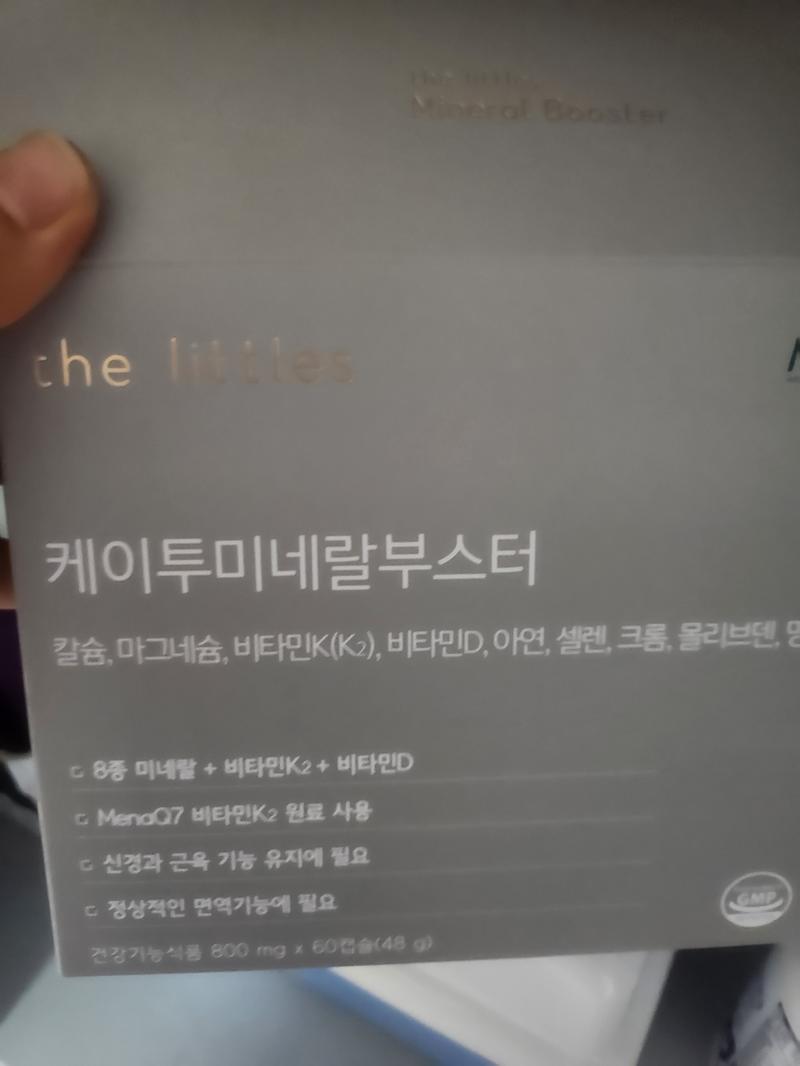 the littles
Mineral Booster
the littles
케이투미네랄부스터
칼슘, 마그네슘, 비타민K(K2), 비타민D, 아연, 셀렌, 크롬, 몰리브덴,
8종 미네랄 + 비타민K2 + 비타민D
MenaQ7 비타민K2 원료 사용
신경과 근육 기능 유지에 필요
정상적인 면역기능에 필요
GMP
건강기능식품 800 mg x 60캡슐(48 g)